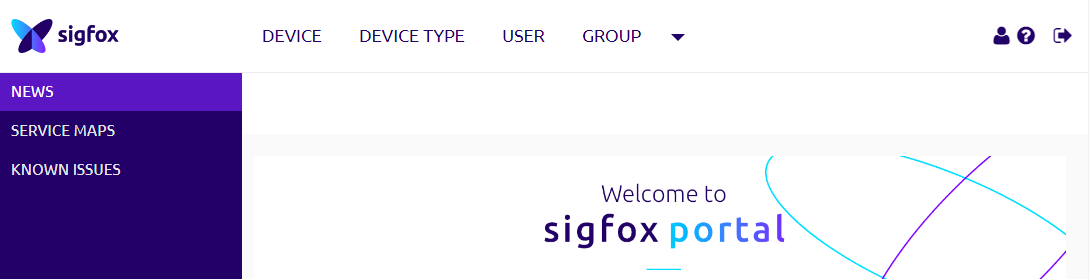 sigfox
DEVICE DEVICE TYPE USER GROUP
NEWS
SERVICE MAPS
KNOWN ISSUES
Welcome to
sigfox portal